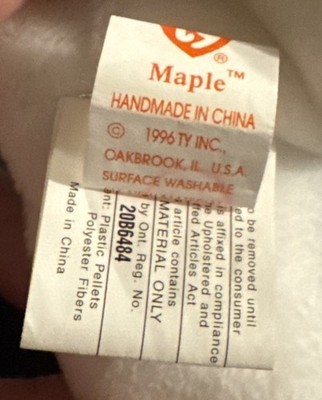 Maple™
HANDMADE IN CHINA
© 1996 TY INC.,
OAKBROOK, IL. U.S.A.
SURFACE WASHABLE
be removed until
ed to the consumer
is affixed in compliance
Upholstered and
Articles Act
article contains
MATERIAL ONLY
by Ont. Reg. No.
20B6484
Plastic Pellets
Polyester Fibers
Made in China